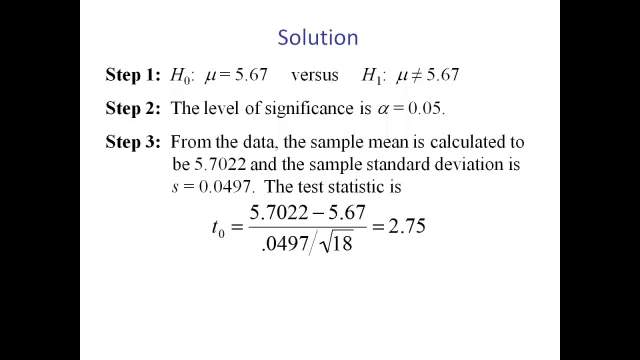 Solution
Step 1: H₀: μ = 5.67 versus H₁: μ ≠ 5.67
Step 2: The level of significance is α = 0.05.
Step 3: From the data, the sample mean is calculated to
be 5.7022 and the sample standard deviation is
s = 0.0497. The test statistic is
t₀ = (5.7022 − 5.67) / (.0497/√18) = 2.75